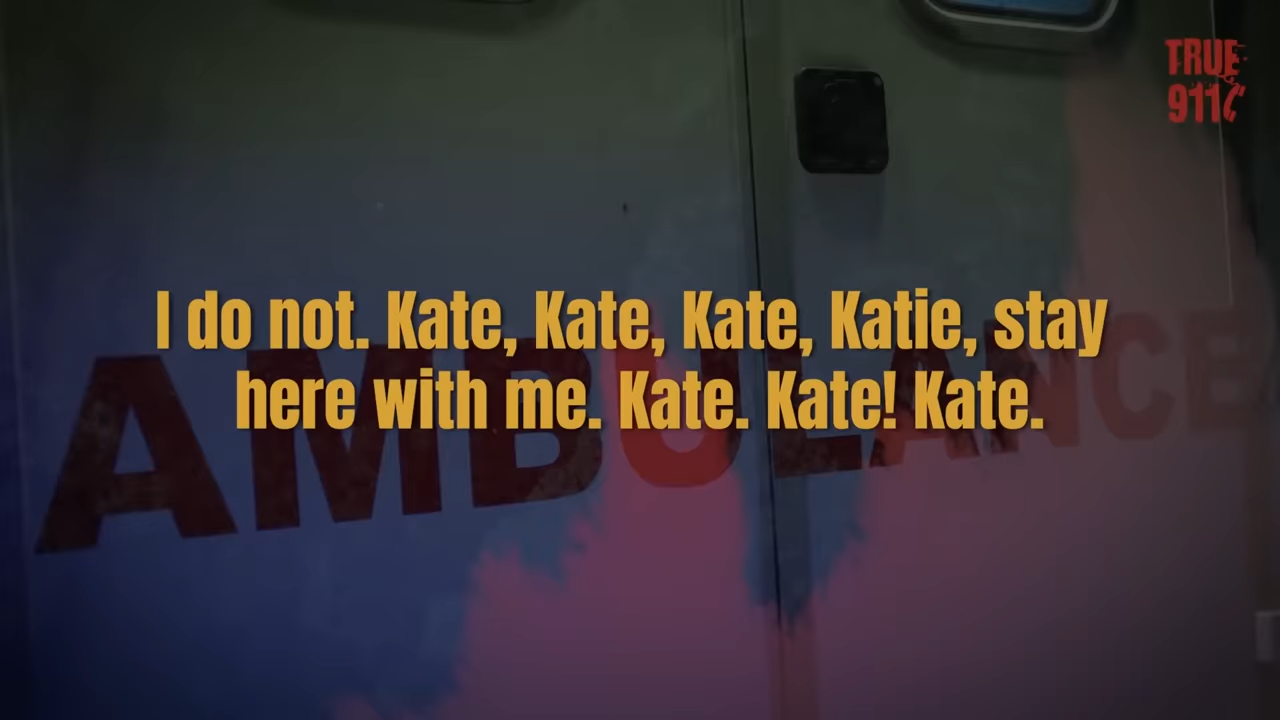 TRUE
911
I do not. Kate, Kate, Kate, Katie, stay
here with me. Kate. Kate! Kate.
AMBULANCE